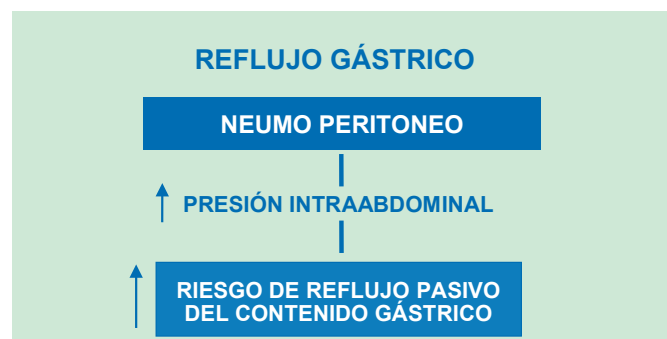 REFLUJO GÁSTRICO
NEUMO PERITONEO
PRESIÓN INTRAABDOMINAL
RIESGO DE REFLUJO PASIVO
DEL CONTENIDO GÁSTRICO